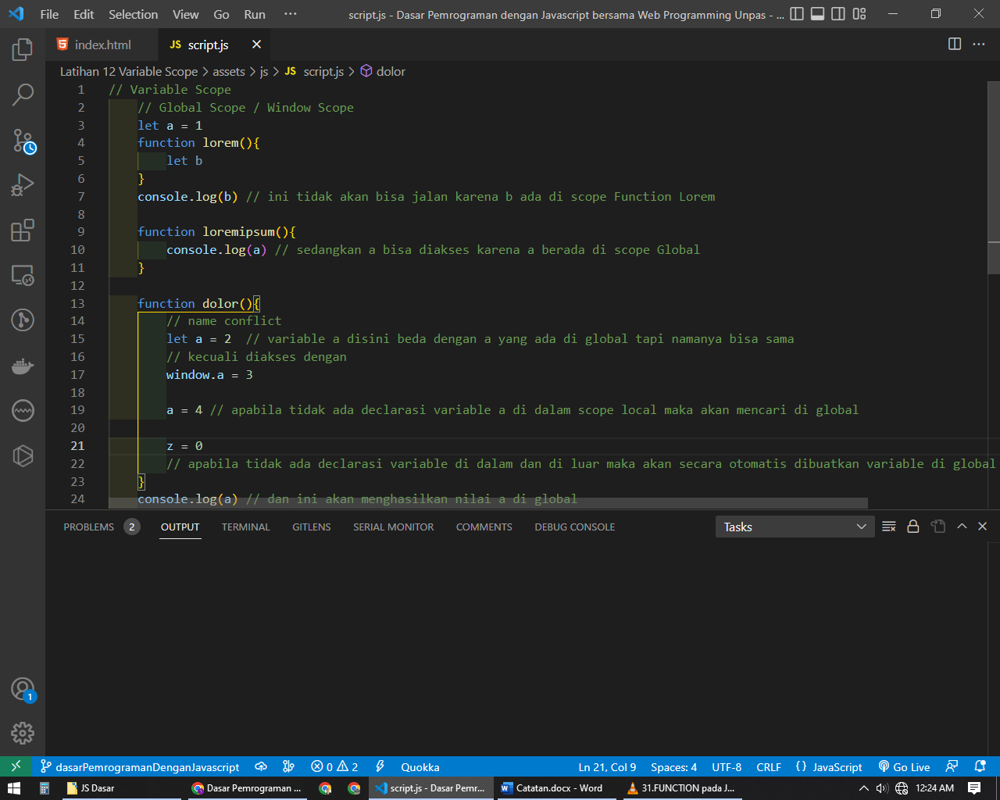 File Edit Selection View Go Run ··· script.js - Dasar Pemrograman dengan Javascript bersama Web Programming Unpas - ...
index.html JS script.js
Latihan 12 Variable Scope > assets > js > JS script.js > dolor
1 // Variable Scope
2 // Global Scope / Window Scope
3 let a = 1
4 function lorem(){
5 let b
6 }
7 console.log(b) // ini tidak akan bisa jalan karena b ada di scope Function Lorem
8
9 function loremipsum(){
10 console.log(a) // sedangkan a bisa diakses karena a berada di scope Global
11 }
12
13 function dolor(){
14 // name conflict
15 let a = 2  // variable a disini beda dengan a yang ada di global tapi namanya bisa sama
16 // kecuali diakses dengan
17 window.a = 3
18
19 a = 4 // apabila tidak ada declarasi variable a di dalam scope local maka akan mencari di global
20
21 z = 0
22 // apabila tidak ada declarasi variable di dalam dan di luar maka akan secara otomatis dibuatkan variable di global
23 }
24 console.log(a) // dan ini akan menghasilkan nilai a di global
PROBLEMS 2 OUTPUT TERMINAL GITLENS SERIAL MONITOR COMMENTS DEBUG CONSOLE Tasks
1
dasarPemrogramanDenganJavascript 0 2 Quokka Ln 21, Col 9 Spaces: 4 UTF-8 CRLF {} JavaScript Go Live
JS Dasar Dasar Pemrograman ... script.js - Dasar Pemr... Catatan.docx - Word 31.FUNCTION pada J... 12:24 AM